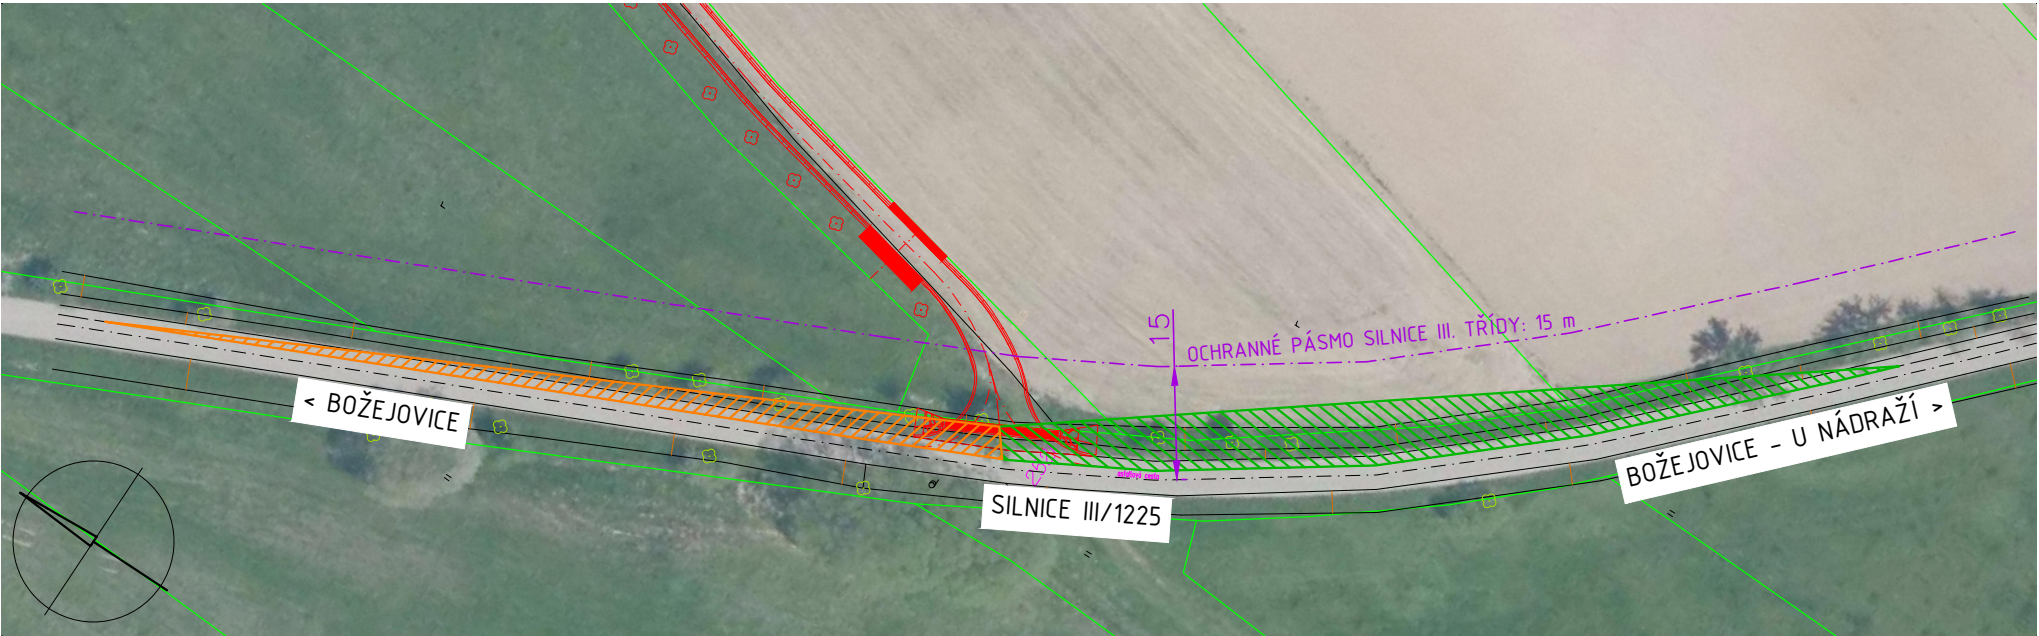 15
OCHRANNÉ PÁSMO SILNICE III. TŘÍDY: 15 m
< BOŽEJOVICE
BOŽEJOVICE - U NÁDRAŽÍ >
SILNICE III/1225